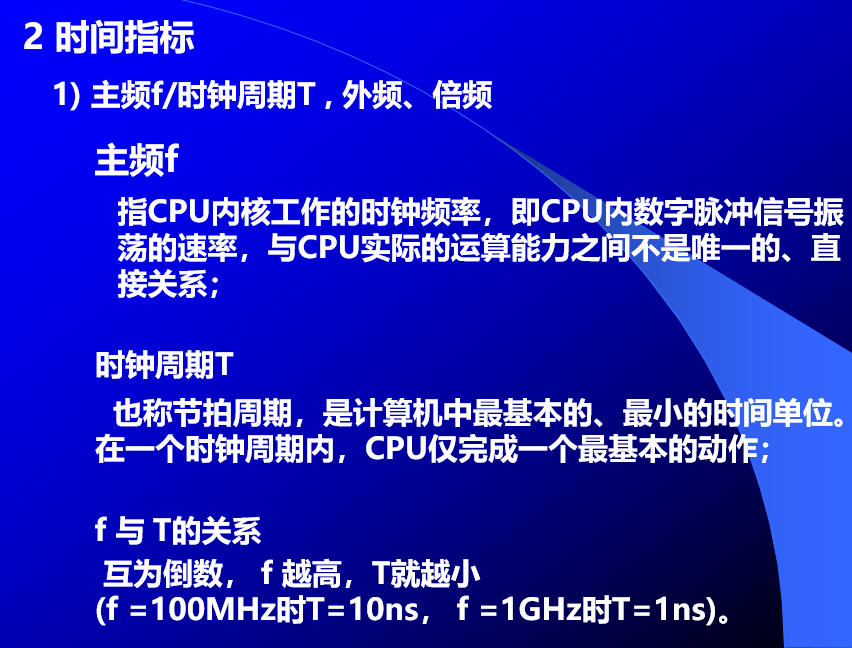 2 时间指标
1) 主频f/时钟周期T , 外频、倍频
主频f
指CPU内核工作的时钟频率，即CPU内数字脉冲信号振
荡的速率，与CPU实际的运算能力之间不是唯一的、直
接关系；
时钟周期T
也称节拍周期，是计算机中最基本的、最小的时间单位。
在一个时钟周期内，CPU仅完成一个最基本的动作；
f 与 T的关系
互为倒数， f 越高，T就越小
(f =100MHz时T=10ns， f =1GHz时T=1ns)。